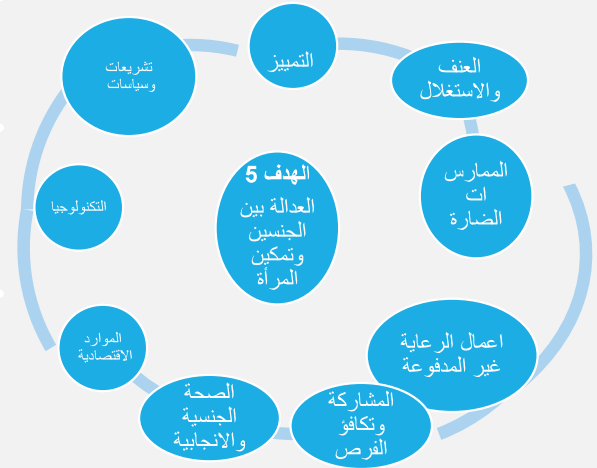 التمييز
العنف
والاستغلال
الممارس
ات
الضارة
اعمال الرعاية
غير المدفوعة
المشاركة
وتكافؤ
الفرص
الصحة
الجنسية
والانجابية
الموارد
الاقتصادية
التكنولوجيا
تشريعات
وسياسات
الهدف 5
العدالة بين
الجنسين
وتمكين
المرأة